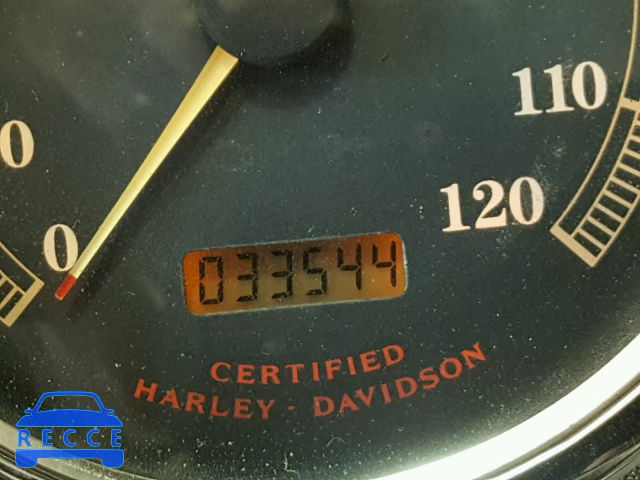 110
0
120
0
033544
CERTIFIED
HARLEY-DAVIDSON
RECCE